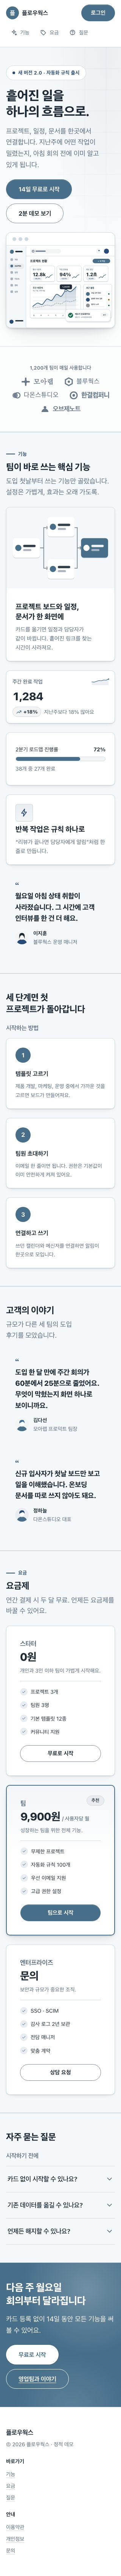 플로우웍스
로그인
기능
요금
질문
새 버전 2.0 · 자동화 규칙 출시
흩어진 일을
하나의 흐름으로.
프로젝트, 일정, 문서를 한곳에서
연결합니다. 지난주에 어떤 작업이
밀렸는지, 아침 회의 전에 이미 알고
있게 됩니다.
14일 무료로 시작
2분 데모 보기
1,200개 팀이 매일 사용합니다
블루웍스
다온스튜디오
한결컴퍼니
오브제노트
기능
팀이 바로 쓰는 핵심 기능
도입 첫날부터 쓰는 기능만 골랐습니다.
설정은 가볍게, 효과는 오래 가도록.
프로젝트 보드와 일정,
문서가 한 화면에
카드를 옮기면 일정과 담당자가
같이 바뀝니다. 흩어진 링크를 찾는
시간이 사라져요.
주간 완료 작업
1,284
+18%
지난주보다 18% 많아요
2분기 로드맵 진행률
72%
38개 중 27개 완료
반복 작업은 규칙 하나로
"리뷰가 끝나면 담당자에게 알림"처럼 한
줄로 만듭니다.
월요일 아침 상태 취합이
사라졌습니다. 그 시간에 고객
인터뷰를 한 건 더 해요.
이지훈
블루웍스 운영 매니저
세 단계면 첫
프로젝트가 돌아갑니다
시작하는 방법
1
템플릿 고르기
제품 개발, 마케팅, 운영 중에서 가까운 것을
고르면 보드가 만들어져요.
2
팀원 초대하기
이메일 한 줄이면 됩니다. 권한은 기본값이
이미 안전하게 켜져 있어요.
3
연결하고 쓰기
쓰던 캘린더와 메신저를 연결하면 알림이
한곳으로 모입니다.
고객의 이야기
규모가 다른 세 팀의 도입
후기를 모았습니다.
도입 한 달 만에 주간 회의가
60분에서 25분으로 줄었어요.
무엇이 막혔는지 화면 하나로
보이니까요.
김다선
모아랩 프로덕트 팀장
신규 입사자가 첫날 보드만 보고
일을 이해했습니다. 온보딩
문서를 따로 쓰지 않아도 돼요.
정하늘
다온스튜디오 대표
요금
요금제
연간 결제 시 두 달 무료. 언제든 요금제를
바꿀 수 있어요.
스타터
0원
개인과 3인 이하 팀이 가볍게 시작해요.
프로젝트 3개
팀원 3명
기본 템플릿 12종
커뮤니티 지원
무료로 시작
팀
추천
9,900원 / 사용자당 월
성장하는 팀을 위한 전체 기능.
무제한 프로젝트
자동화 규칙 100개
우선 이메일 지원
고급 권한 설정
팀으로 시작
엔터프라이즈
문의
보안과 규모가 중요한 조직.
SSO · SCIM
감사 로그 2년 보관
전담 매니저
맞춤 계약
상담 요청
자주 묻는 질문
시작하기 전에
카드 없이 시작할 수 있나요?
기존 데이터를 옮길 수 있나요?
언제든 해지할 수 있나요?
다음 주 월요일
회의부터 달라집니다
카드 등록 없이 14일 동안 모든 기능을 써
볼 수 있어요.
무료로 시작
영업팀과 이야기
플로우웍스
© 2026 플로우웍스 · 창작 데모
바로가기
기능
요금
질문
안내
이용약관
개인정보
문의